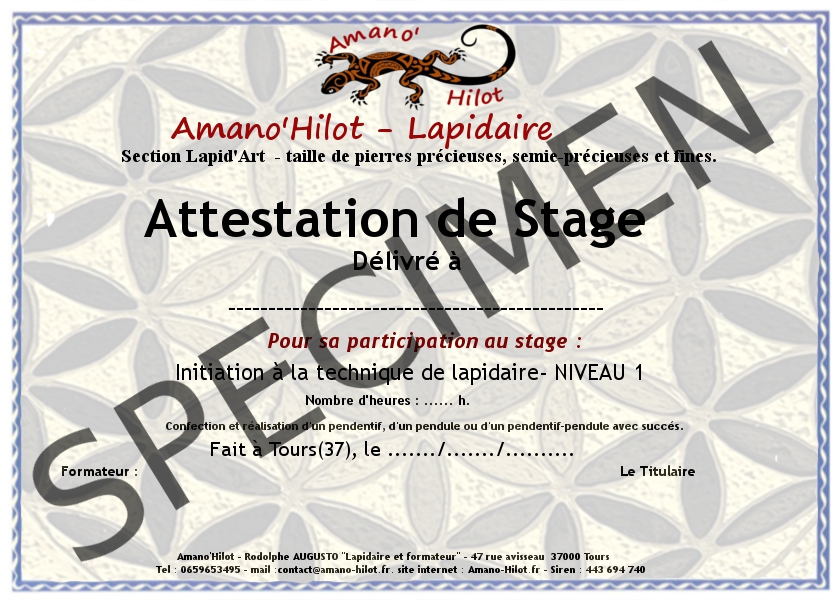 Amano'
Hilot
Amano'Hilot - Lapidaire
Section Lapid'Art - taille de pierres précieuses, semie-précieuses et fines.
Attestation de Stage
Délivré à
------------------------------------------------
Pour sa participation au stage :
Initiation à la technique de lapidaire- NIVEAU 1
Nombre d'heures : ...... h.
Confection et réalisation d'un pendentif, d'un pendule ou d'un pendentif-pendule avec succés.
Fait à Tours(37), le ......./......./..........
Formateur :
Le Titulaire
SPECIMEN
Amano'Hilot - Rodolphe AUGUSTO "Lapidaire et formateur" - 47 rue avisseau 37000 Tours
Tel : 0659653495 - mail :contact@amano-hilot.fr. site internet : Amano-Hilot.fr - Siren : 443 694 740